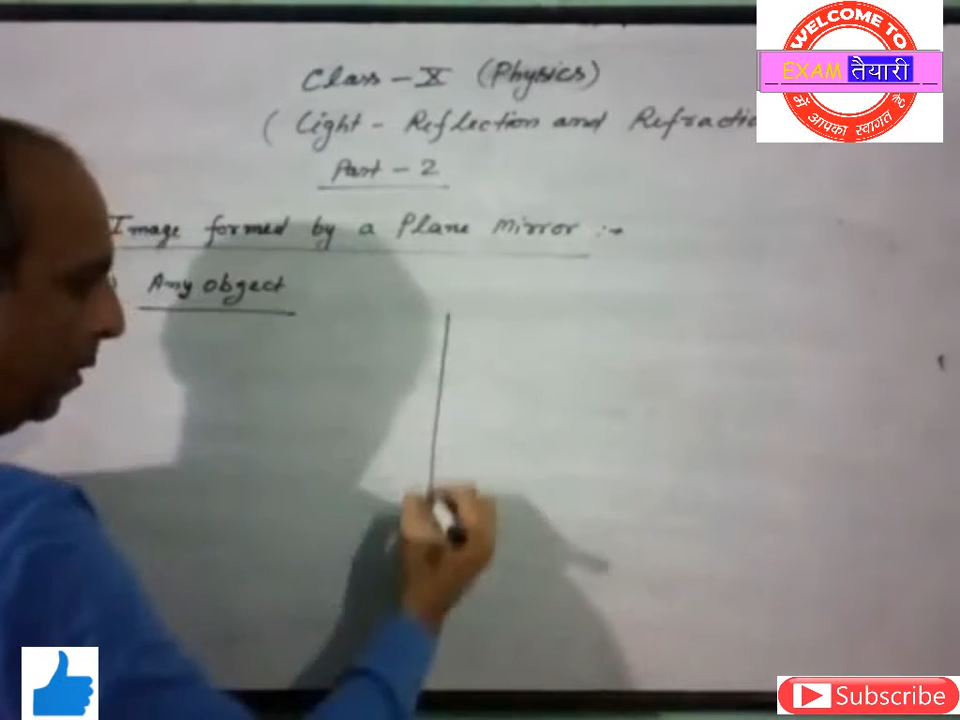 WELCOME TO
EXAM तैयारी
में आपका स्वागत है
Class - X (Physics)
( Light - Reflection and Refractio
Part - 2
Image formed by a Plane Mirror :-
Any object
Subscribe